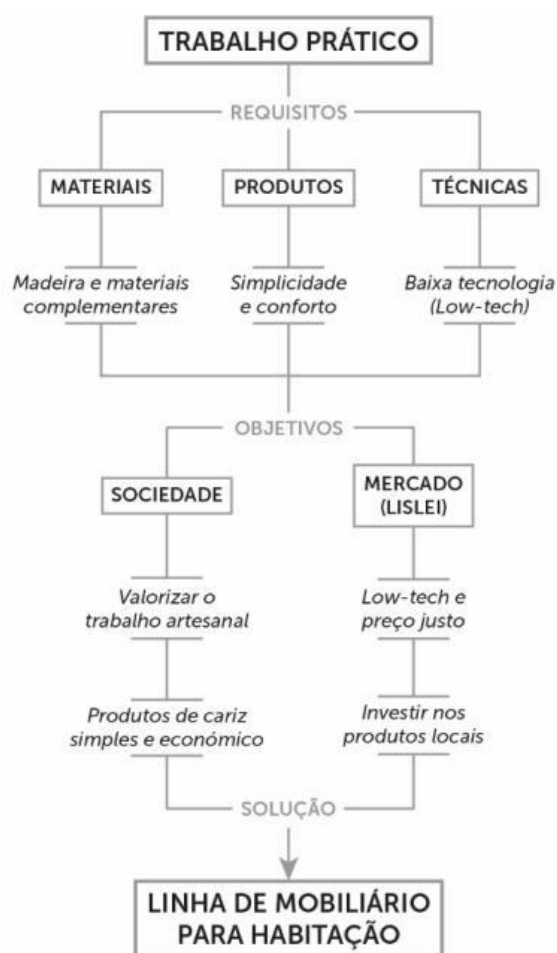 TRABALHO PRÁTICO
REQUISITOS
MATERIAIS
PRODUTOS
TÉCNICAS
Madeira e materiais
complementares
Simplicidade
e conforto
Baixa tecnologia
(Low-tech)
OBJETIVOS
SOCIEDADE
MERCADO
(LISLEI)
Valorizar o
trabalho artesanal
Low-tech e
preço justo
Produtos de cariz
simples e económico
Investir nos
produtos locais
SOLUÇÃO
LINHA DE MOBILIÁRIO
PARA HABITAÇÃO